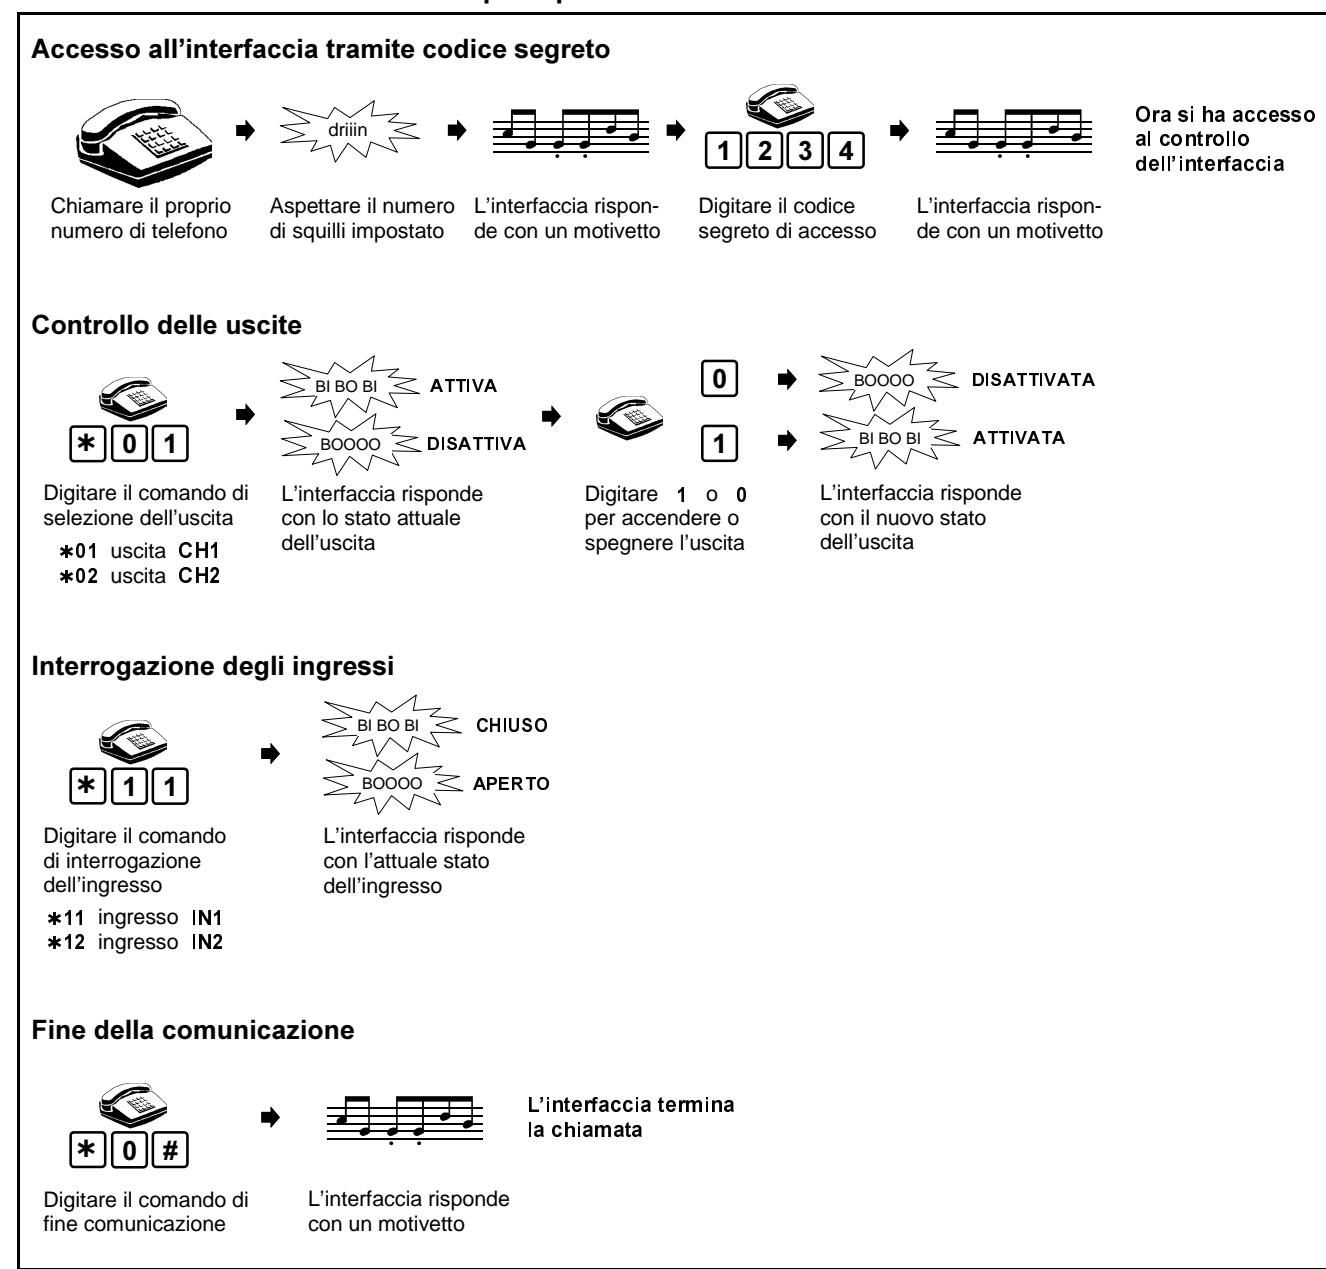 Accesso all'interfaccia tramite codice segreto
driiin
1 2 3 4
Ora si ha accesso
al controllo
dell'interfaccia
Chiamare il proprio
numero di telefono
Aspettare il numero
di squilli impostato
L'interfaccia rispon-
de con un motivetto
Digitare il codice
segreto di accesso
L'interfaccia rispon-
de con un motivetto
Controllo delle uscite
* 0 1
BI BO BI ATTIVA
BOOOO DISATTIVA
0 BOOOO DISATTIVATA
1 BI BO BI ATTIVATA
Digitare il comando di
selezione dell'uscita
*01 uscita CH1
*02 uscita CH2
L'interfaccia risponde
con lo stato attuale
dell'uscita
Digitare 1 o 0
per accendere o
spegnere l'uscita
L'interfaccia risponde
con il nuovo stato
dell'uscita
Interrogazione degli ingressi
* 1 1
BI BO BI CHIUSO
BOOOO APERTO
Digitare il comando
di interrogazione
dell'ingresso
*11 ingresso IN1
*12 ingresso IN2
L'interfaccia risponde
con l'attuale stato
dell'ingresso
Fine della comunicazione
* 0 #
L'interfaccia termina
la chiamata
Digitare il comando di
fine comunicazione
L'interfaccia risponde
con un motivetto